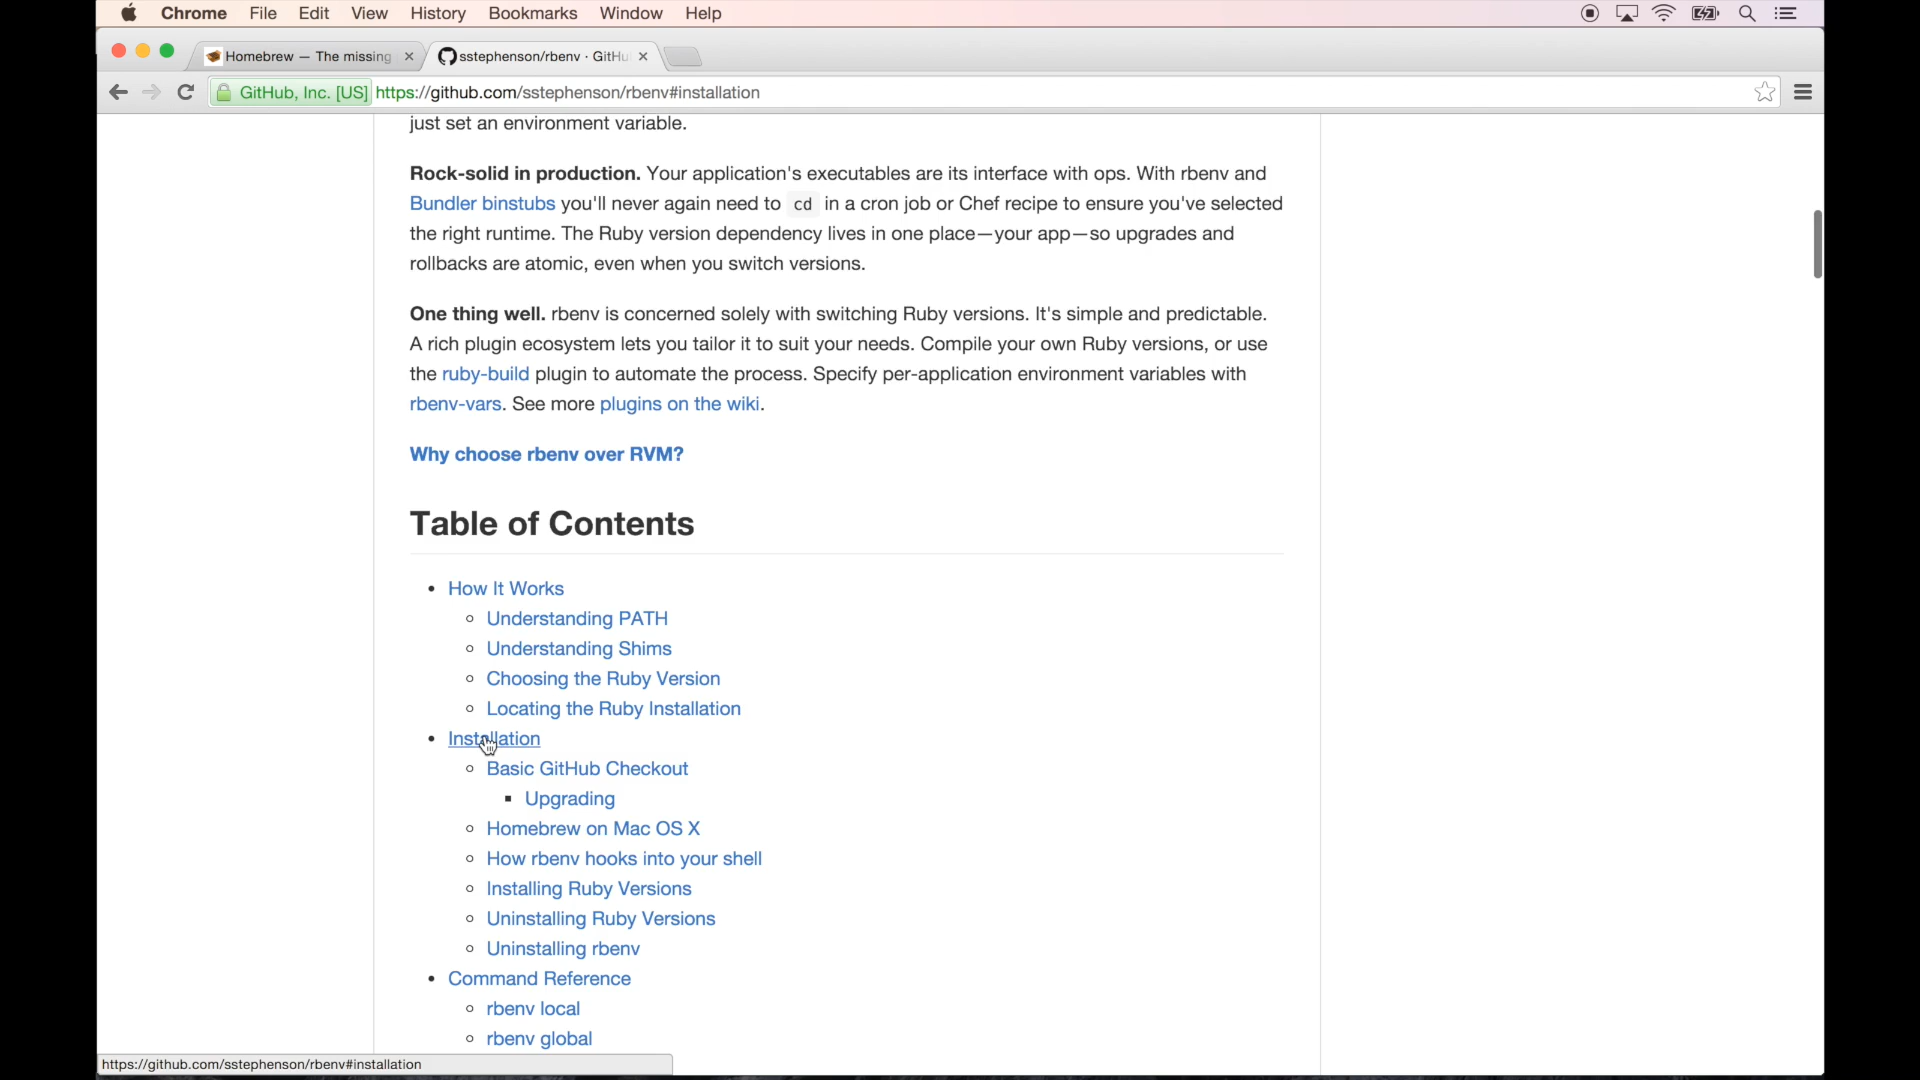 Chrome File Edit View History Bookmarks Window Help
Homebrew — The missing
sstephenson/rbenv · GitHu
GitHub, Inc. [US] https://github.com/sstephenson/rbenv#installation
just set an environment variable.
Rock-solid in production. Your application's executables are its interface with ops. With rbenv and
Bundler binstubs you'll never again need to cd in a cron job or Chef recipe to ensure you've selected
the right runtime. The Ruby version dependency lives in one place—your app—so upgrades and
rollbacks are atomic, even when you switch versions.
One thing well. rbenv is concerned solely with switching Ruby versions. It's simple and predictable.
A rich plugin ecosystem lets you tailor it to suit your needs. Compile your own Ruby versions, or use
the ruby-build plugin to automate the process. Specify per-application environment variables with
rbenv-vars. See more plugins on the wiki.
Why choose rbenv over RVM?
Table of Contents
How It Works
Understanding PATH
Understanding Shims
Choosing the Ruby Version
Locating the Ruby Installation
Installation
Basic GitHub Checkout
Upgrading
Homebrew on Mac OS X
How rbenv hooks into your shell
Installing Ruby Versions
Uninstalling Ruby Versions
Uninstalling rbenv
Command Reference
rbenv local
rbenv global
https://github.com/sstephenson/rbenv#installation